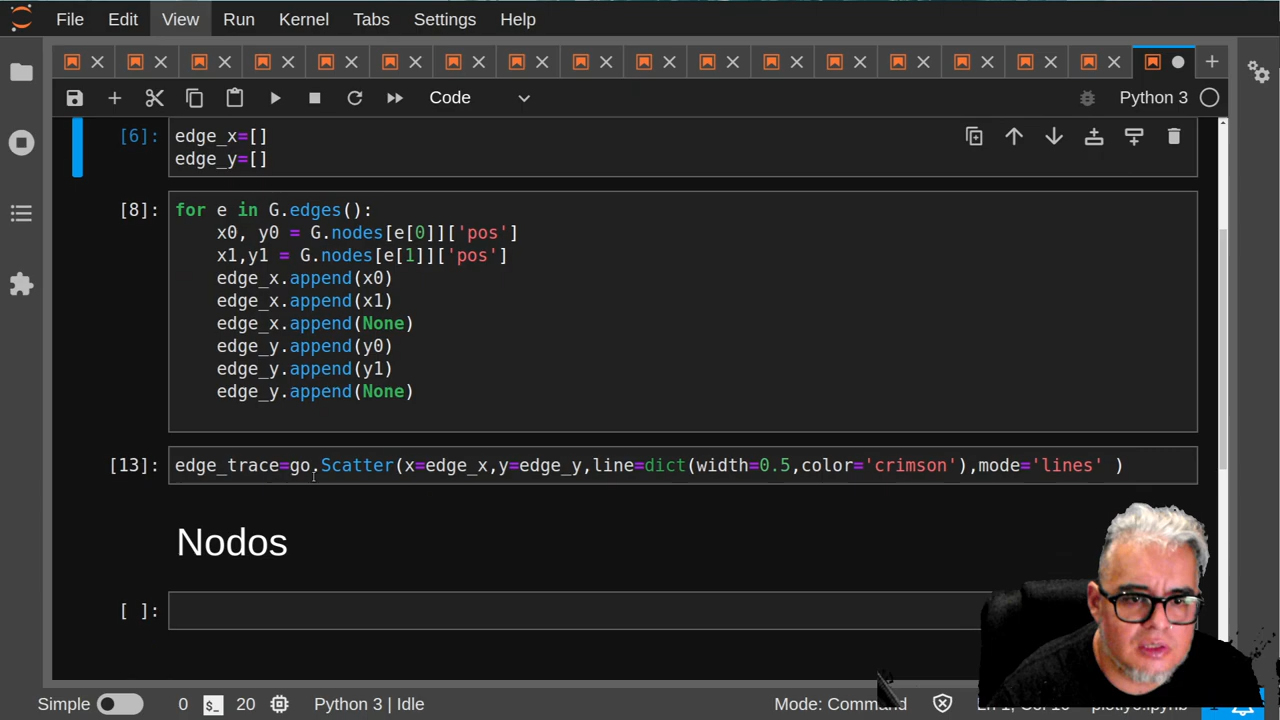 File Edit View Run Kernel Tabs Settings Help
Code
Python 3
[6]:
edge_x=[]
edge_y=[]
[8]:
for e in G.edges():
x0, y0 = G.nodes[e[0]]['pos']
x1,y1 = G.nodes[e[1]]['pos']
edge_x.append(x0)
edge_x.append(x1)
edge_x.append(None)
edge_y.append(y0)
edge_y.append(y1)
edge_y.append(None)
[13]:
edge_trace=go.Scatter(x=edge_x,y=edge_y,line=dict(width=0.5,color='crimson'),mode='lines' )
Nodos
[ ]:
Simple 0 20 Python 3 | Idle Mode: Command